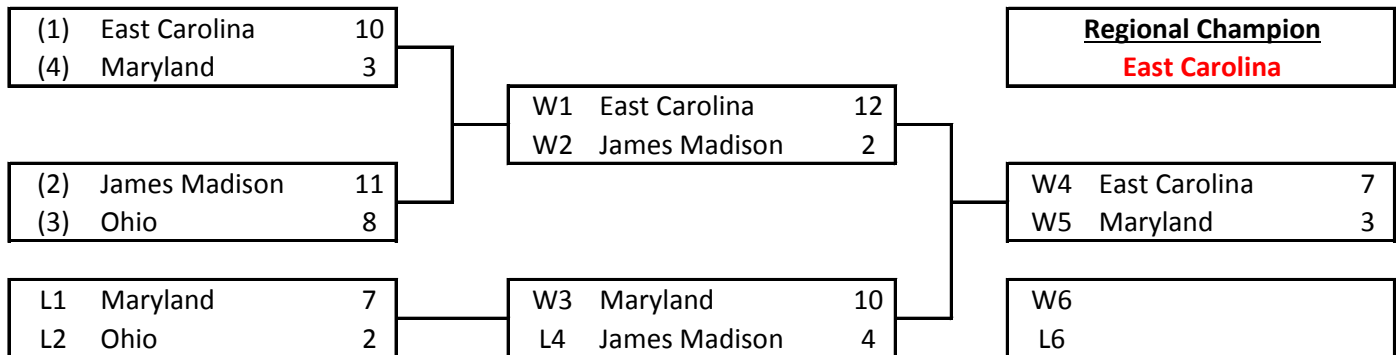 (1) East Carolina 10
(4) Maryland 3
Regional Champion
East Carolina
W1 East Carolina 12
W2 James Madison 2
(2) James Madison 11
(3) Ohio 8
W4 East Carolina 7
W5 Maryland 3
L1 Maryland 7
L2 Ohio 2
W3 Maryland 10
L4 James Madison 4
W6
L6